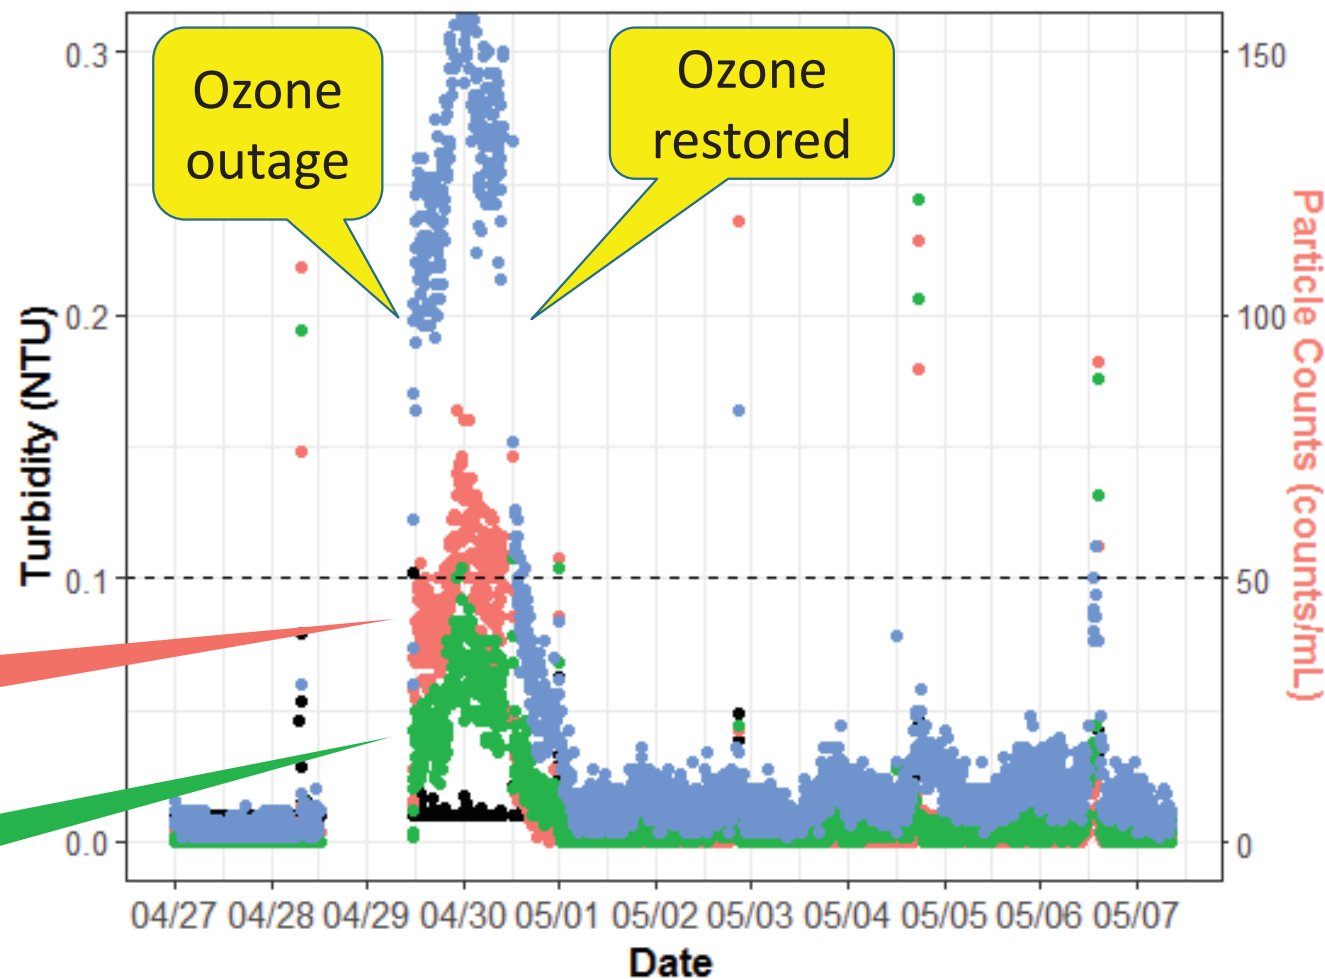 Ozone
outage
Ozone
restored
0.3
0.2
0.1
0.0
Turbidity (NTU)
150
100
50
0
Particle Counts (counts/mL)
04/27 04/28 04/29 04/30 05/01 05/02 05/03 05/04 05/05 05/06 05/07
Date